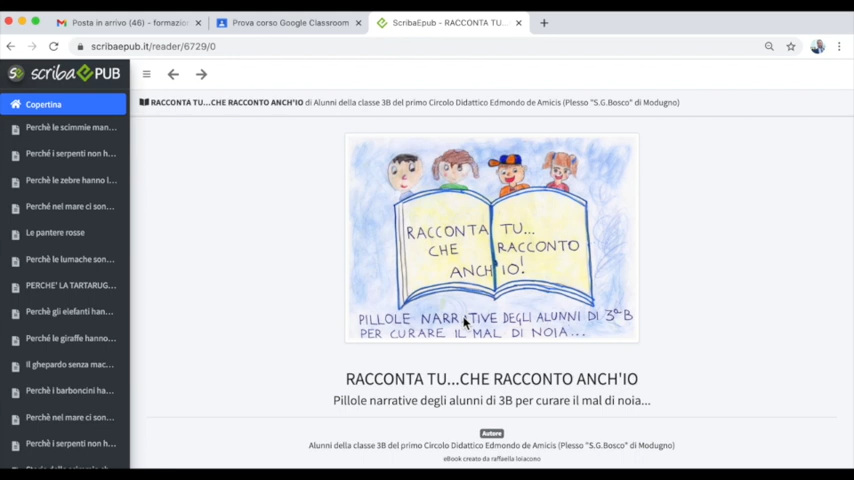 Posta in arrivo (46) - formazion
Prova corso Google Classroom
ScribaEpub - RACCONTA TU...
scribaepub.it/reader/6729/0
scribaePUB
Copertina
Perchè le scimmie man...
Perché i serpenti non h...
Perchè le zebre hanno l...
Perché nel mare ci son...
Le pantere rosse
Perché le lumache son...
PERCHE' LA TARTARUG...
Perchè gli elefanti han...
Perché le giraffe hanno...
Il ghepardo senza mac...
Perchè i barboncini ha...
Perchè nel mare ci son...
Perchè i serpenti non h...
RACCONTA TU...CHE RACCONTO ANCH'IO di Alunni della classe 3B del primo Circolo Didattico Edmondo de Amicis (Plesso "S.G.Bosco" di Modugno)
RACCONTA TU...
CHE RACCONTO
ANCH'IO!
PILLOLE NARRATIVE DEGLI ALUNNI DI 3ªB
PER CURARE IL MAL DI NOIA...
RACCONTA TU...CHE RACCONTO ANCH'IO
Pillole narrative degli alunni di 3B per curare il mal di noia...
Autore
Alunni della classe 3B del primo Circolo Didattico Edmondo de Amicis (Plesso "S.G.Bosco" di Modugno)
eBook creato da raffaella loiacono